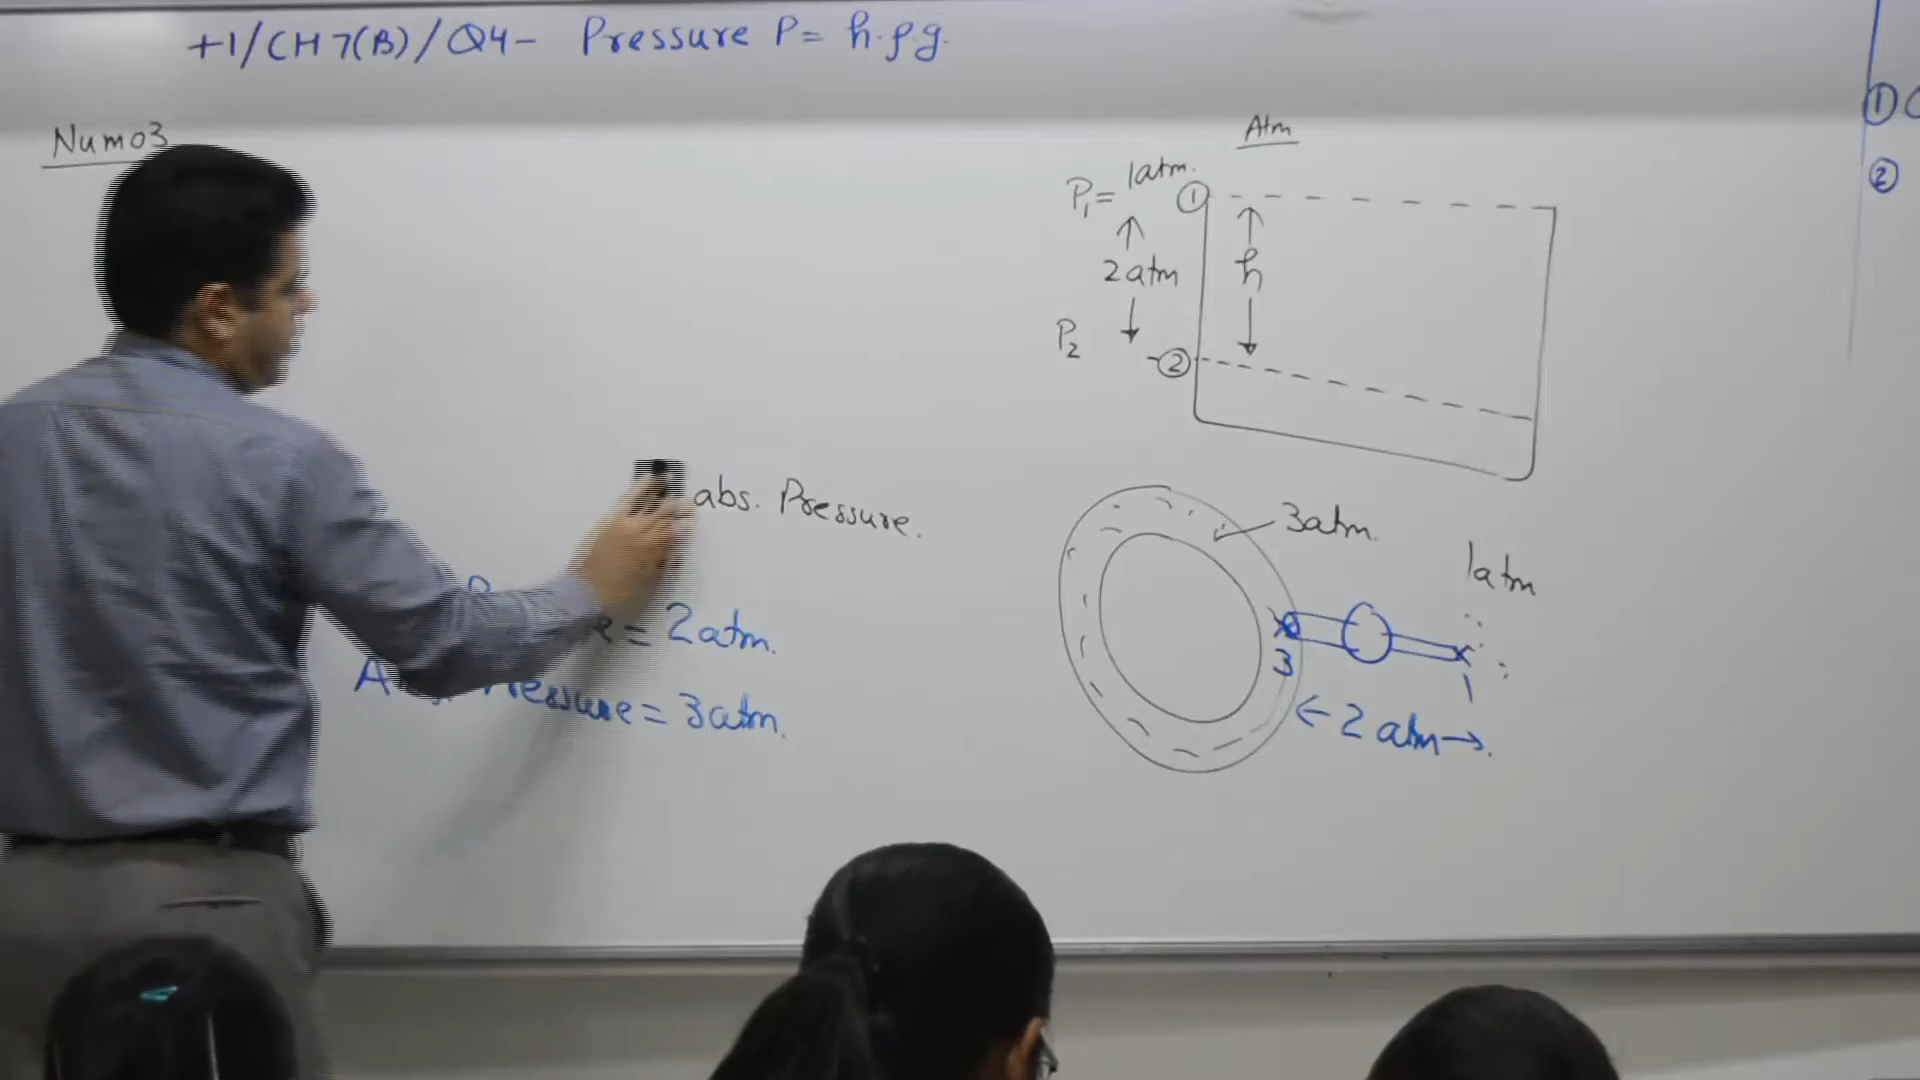 +1/CH7(B)/Q4- Pressure P= h.ρ.g.
Num03
Atm
P₁= 1atm. ①
2atm h
P₂ ②
abs. Pressure.
= 2atm.
Pressure = 3atm.
3atm.
1atm
3
1
← 2 atm →.
①
②